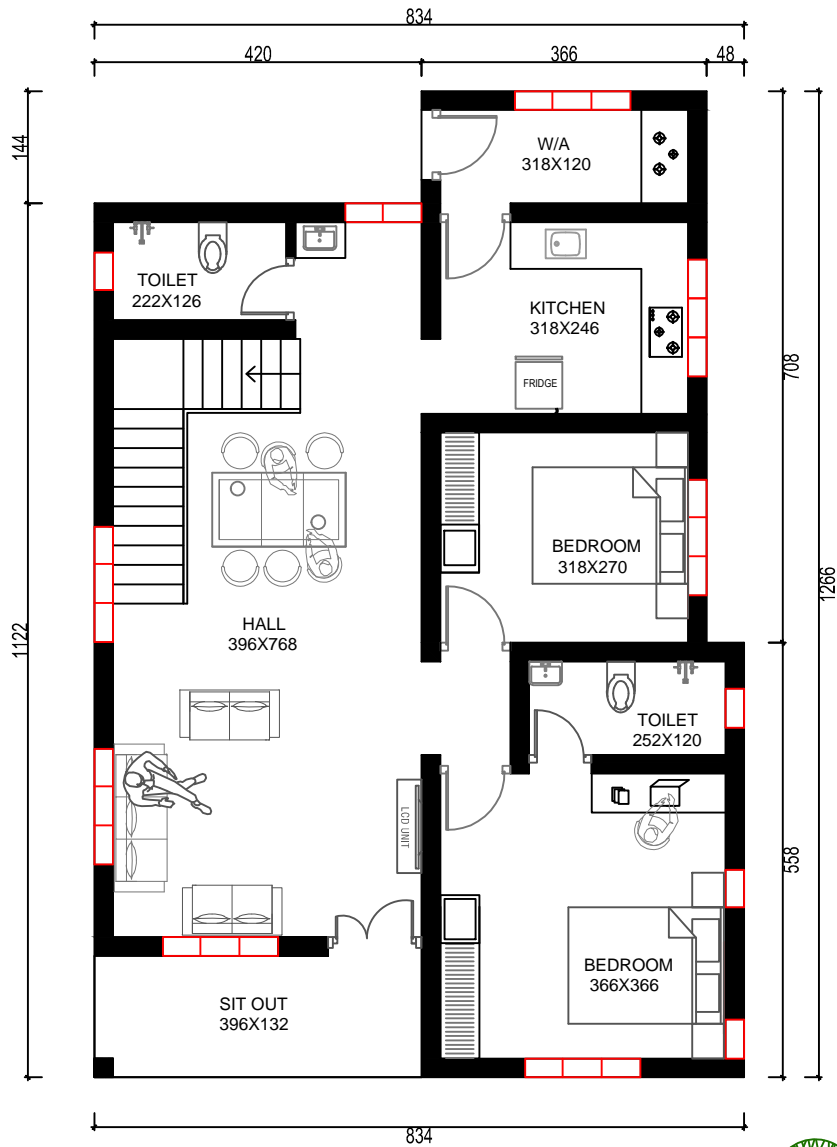 834
420
366
48
144
W/A
318X120
TOILET
222X126
KITCHEN
318X246
FRIDGE
708
BEDROOM
318X270
1266
HALL
396X768
1122
TOILET
252X120
LCD UNIT
558
BEDROOM
366X366
SIT OUT
396X132
834